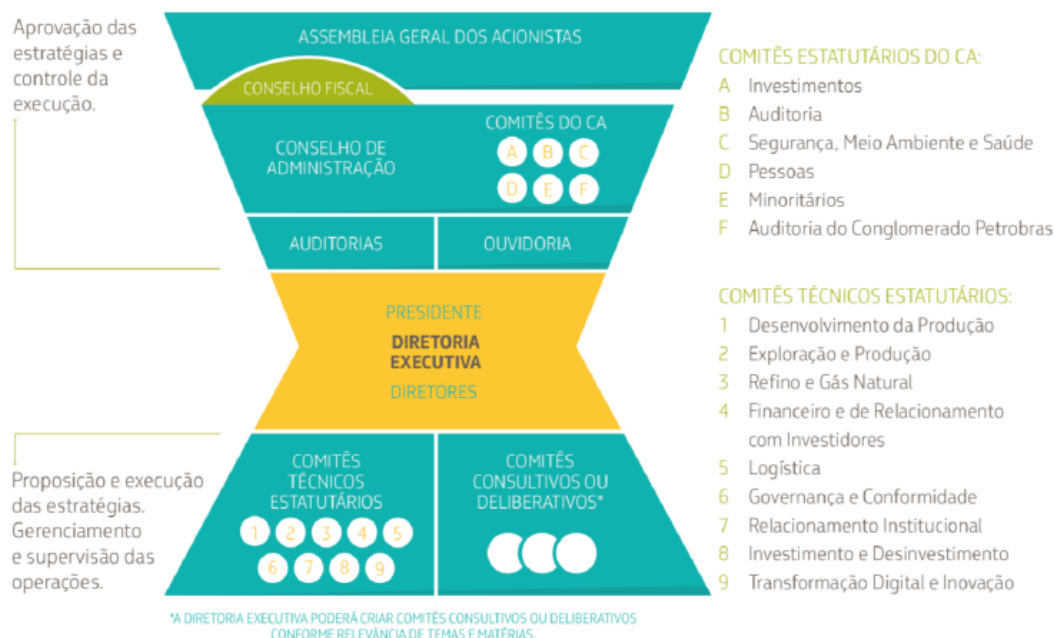 Aprovação das
estratégias e
controle da
execução.
ASSEMBLEIA GERAL DOS ACIONISTAS
CONSELHO FISCAL
CONSELHO DE
ADMINISTRAÇÃO
COMITÊS DO CA
A B C
D E F
AUDITORIAS
OUVIDORIA
PRESIDENTE
DIRETORIA
EXECUTIVA
DIRETORES
Proposição e execução
das estratégias.
Gerenciamento
e supervisão das
operações.
COMITÊS
TÉCNICOS
ESTATUTÁRIOS
1 2 3 4 5
6 7 8 9
COMITÊS
CONSULTIVOS OU
DELIBERATIVOS*
*A DIRETORIA EXECUTIVA PODERÁ CRIAR COMITÊS CONSULTIVOS OU DELIBERATIVOS
CONFORME RELEVÂNCIA DE TEMAS E MATÉRIAS.
COMITÊS ESTATUTÁRIOS DO CA:
A Investimentos
B Auditoria
C Segurança, Meio Ambiente e Saúde
D Pessoas
E Minoritários
F Auditoria do Conglomerado Petrobras
COMITÊS TÉCNICOS ESTATUTÁRIOS:
1 Desenvolvimento da Produção
2 Exploração e Produção
3 Refino e Gás Natural
4 Financeiro e de Relacionamento
com Investidores
5 Logística
6 Governança e Conformidade
7 Relacionamento Institucional
8 Investimento e Desinvestimento
9 Transformação Digital e Inovação